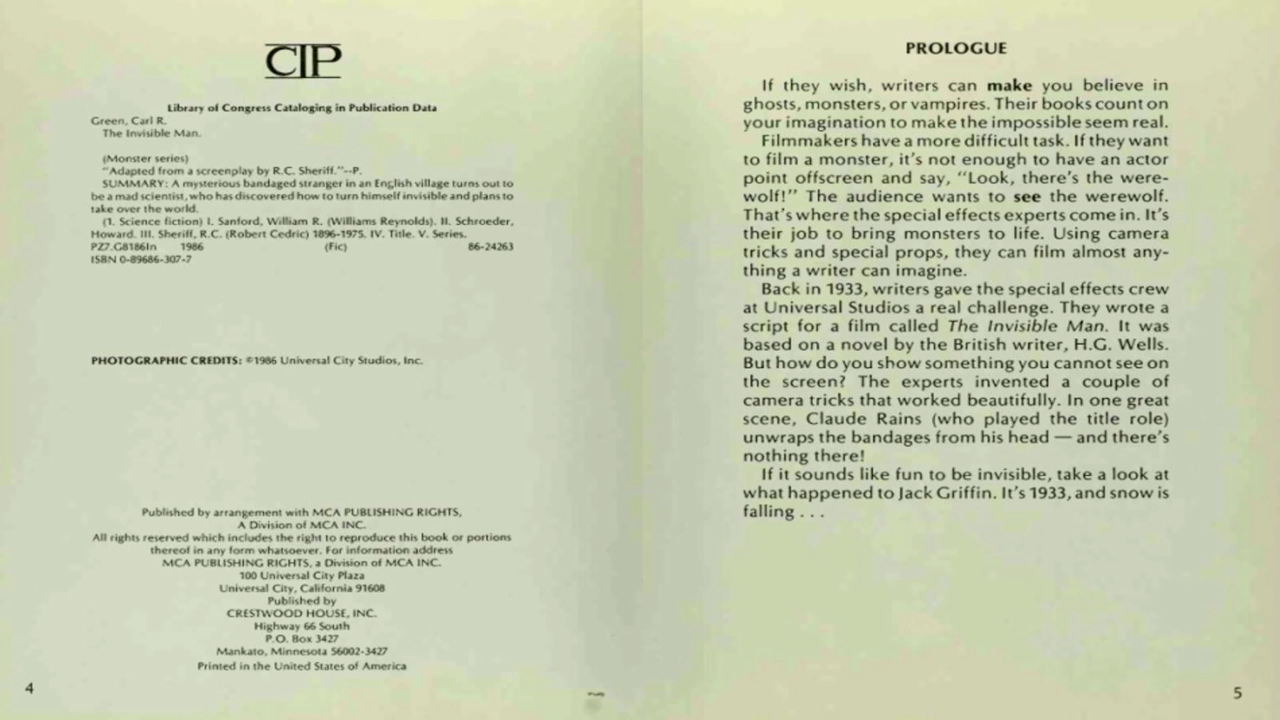 CIP
Library of Congress Cataloging in Publication Data
Green, Carl R.
The Invisible Man.
(Monster series)
"Adapted from a screenplay by R.C. Sheriff."--P.
SUMMARY: A mysterious bandaged stranger in an English village turns out to
be a mad scientist, who has discovered how to turn himself invisible and plans to
take over the world.
(1. Science fiction) I. Sanford, William R. (Williams Reynolds). II. Schroeder,
Howard. III. Sheriff, R.C. (Robert Cedric) 1896-1975. IV. Title. V. Series.
PZ7.G8186In 1986 (Fic) 86-24263
ISBN 0-89686-307-7
PHOTOGRAPHIC CREDITS: ©1986 Universal City Studios, Inc.
Published by arrangement with MCA PUBLISHING RIGHTS,
A Division of MCA INC.
All rights reserved which includes the right to reproduce this book or portions
thereof in any form whatsoever. For information address
MCA PUBLISHING RIGHTS, a Division of MCA INC.
100 Universal City Plaza
Universal City, California 91608
Published by
CRESTWOOD HOUSE, INC.
Highway 66 South
P.O. Box 3427
Mankato, Minnesota 56002-3427
Printed in the United States of America
4
PROLOGUE
If they wish, writers can make you believe in
ghosts, monsters, or vampires. Their books count on
your imagination to make the impossible seem real.
Filmmakers have a more difficult task. If they want
to film a monster, it's not enough to have an actor
point offscreen and say, "Look, there's the were-
wolf!" The audience wants to see the werewolf.
That's where the special effects experts come in. It's
their job to bring monsters to life. Using camera
tricks and special props, they can film almost any-
thing a writer can imagine.
Back in 1933, writers gave the special effects crew
at Universal Studios a real challenge. They wrote a
script for a film called The Invisible Man. It was
based on a novel by the British writer, H.G. Wells.
But how do you show something you cannot see on
the screen? The experts invented a couple of
camera tricks that worked beautifully. In one great
scene, Claude Rains (who played the title role)
unwraps the bandages from his head — and there's
nothing there!
If it sounds like fun to be invisible, take a look at
what happened to Jack Griffin. It's 1933, and snow is
falling . . .
5